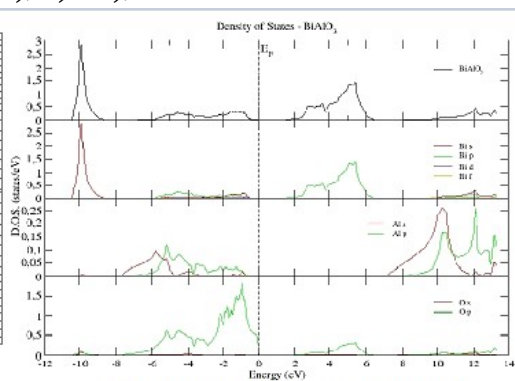 Density of States - BiAlO₃
E_F
3
2.5
2
1.5
1
0.5
0
BiAlO₃
2.5
2
1.5
1
0.5
0
Bi s
Bi p
Bi d
Bi f
D.O.S. (states/eV)
0.25
0.2
0.15
0.1
0.05
0
Al s
Al p
1.5
1
0.5
0
O s
O p
-12 -10 -8 -6 -4 -2 0 2 4 6 8 10 12 14
Energy (eV)